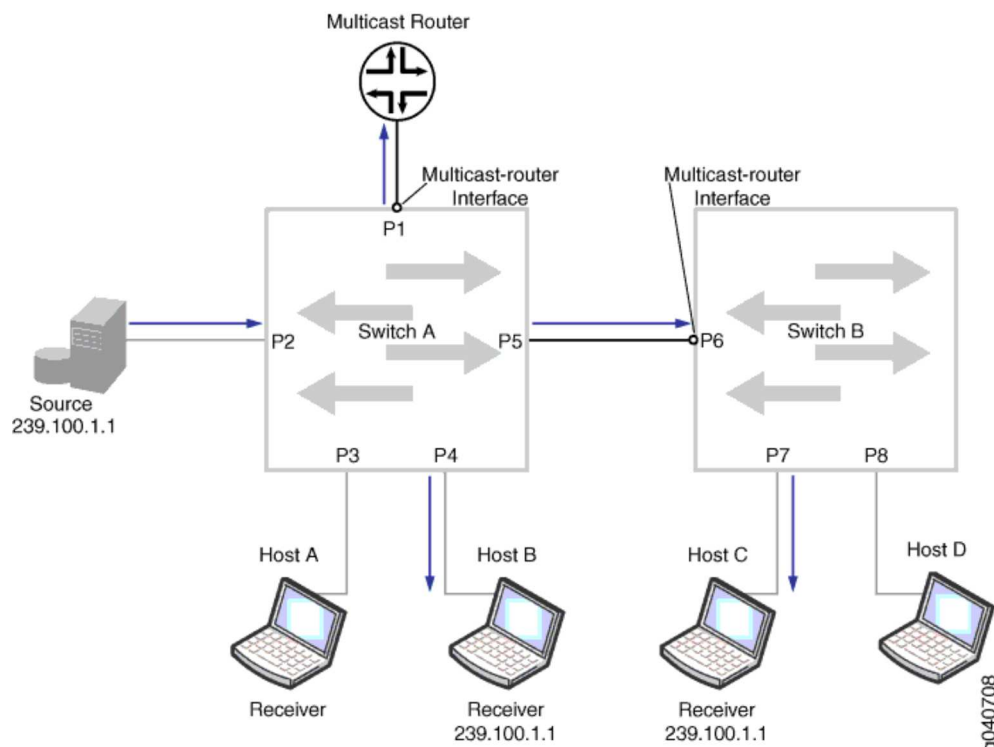 Multicast Router
Multicast-router
Interface
Multicast-router
Interface
P1
P2
Switch A
P5
P6
Switch B
Source
239.100.1.1
P3
P4
P7
P8
Host A
Host B
Host C
Host D
Receiver
Receiver
239.100.1.1
Receiver
239.100.1.1
g040708